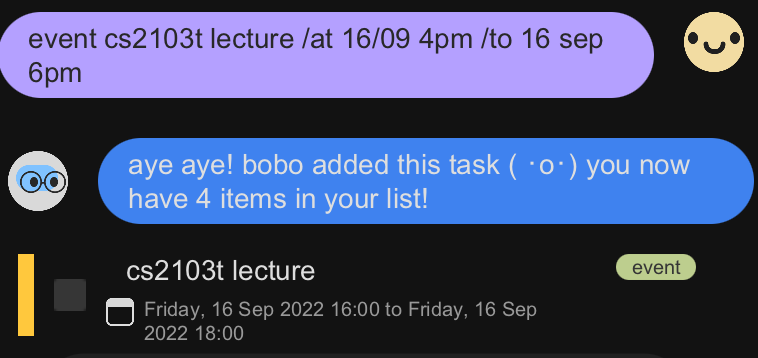 event cs2103t lecture /at 16/09 4pm /to 16 sep
6pm
aye aye! bobo added this task ( ･o･) you now
have 4 items in your list!
cs2103t lecture
event
Friday, 16 Sep 2022 16:00 to Friday, 16 Sep
2022 18:00